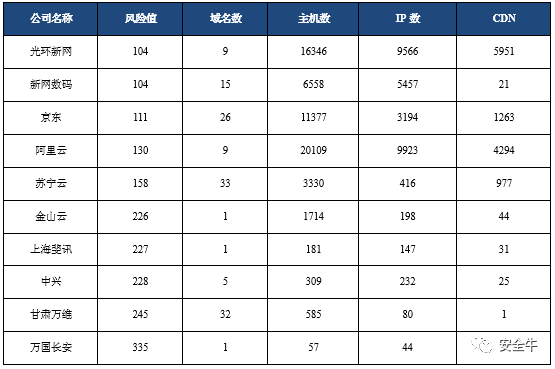 公司名称 风险值 域名数 主机数 IP 数 CDN
光环新网 104 9 16346 9566 5951
新网数码 104 15 6558 5457 21
京东 111 26 11377 3194 1263
阿里云 130 9 20109 9923 4294
苏宁云 158 33 3330 416 977
金山云 226 1 1714 198 44
上海斐讯 227 1 181 147 31
中兴 228 5 309 232 25
甘肃万维 245 32 585 80 1
万国长安 335 1 57 44
安全牛